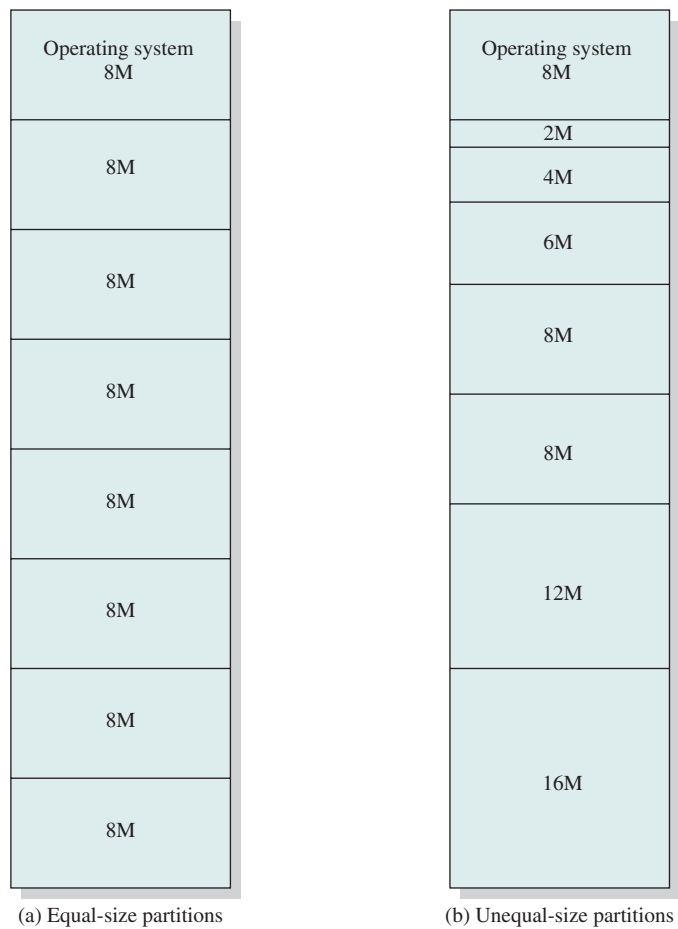 Operating system
8M
8M
8M
8M
8M
8M
8M
8M
(a) Equal-size partitions
Operating system
8M
2M
4M
6M
8M
8M
12M
16M
(b) Unequal-size partitions